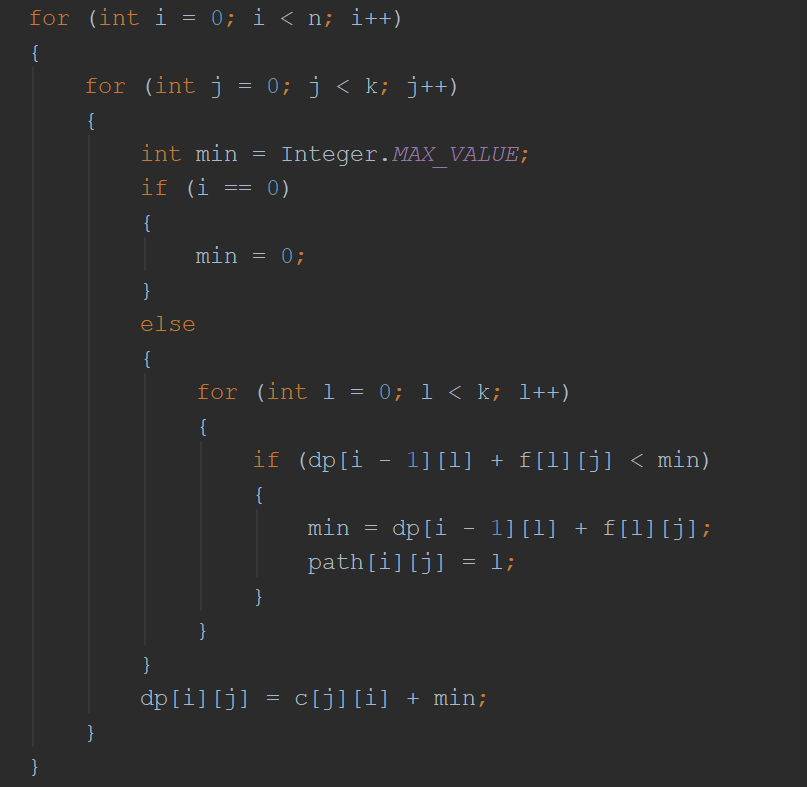 for (int i = 0; i < n; i++)
{
    for (int j = 0; j < k; j++)
    {
        int min = Integer.MAX_VALUE;
        if (i == 0)
        {
            min = 0;
        }
        else
        {
            for (int l = 0; l < k; l++)
            {
                if (dp[i - 1][l] + f[l][j] < min)
                {
                    min = dp[i - 1][l] + f[l][j];
                    path[i][j] = l;
                }
            }
        }
        dp[i][j] = c[j][i] + min;
    }
}